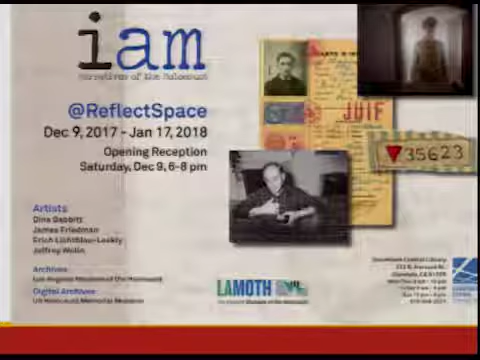 iam
Narratives of the Holocaust
@ReflectSpace
Dec 9, 2017 - Jan 17, 2018
Opening Reception
Saturday, Dec 9, 6-8 pm
JUIF
35623
Artists
Dina Babbitt
James Friedman
Erich Lichtblau-Leskly
Jeffrey Wolin
Archives
Los Angeles Museum of the Holocaust
Digital Archives
US Holocaust Memorial Museum
LAMOTH
Central Library